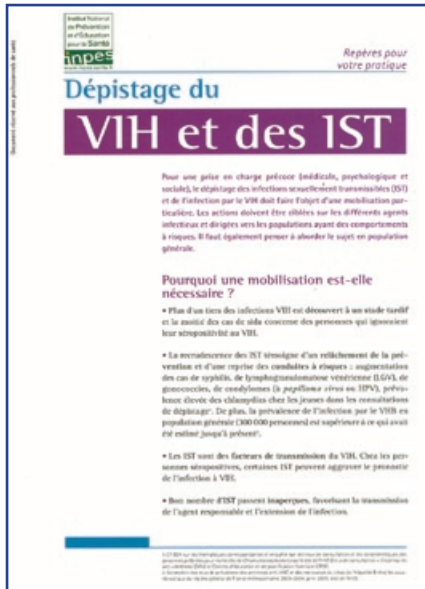 Institut National
de Prévention
et d'Éducation
pour la Santé
inpes
Document réservé aux professionnels de santé
Repères pour
votre pratique
Dépistage du
VIH et des IST
Pour une prise en charge précoce (médicale, psychologique et
sociale), le dépistage des infections sexuellement transmissibles (IST)
et de l'infection par le VIH doit faire l'objet d'une mobilisation par-
ticulière. Les actions doivent être ciblées sur les différents agents
infectieux et dirigées vers les populations ayant des comportements
à risques. Il faut également penser à aborder le sujet en population
générale.
Pourquoi une mobilisation est-elle
nécessaire ?
• Plus d'un tiers des infections VIH est découvert à un stade tardif
et la moitié des cas de sida concerne des personnes qui ignoraient
leur séropositivité au VIH.
• La recrudescence des IST témoigne d'un relâchement de la pré-
vention et d'une reprise des conduites à risques : augmentation
des cas de syphilis, de lymphogranulomatose vénérienne (LGV), de
gonococcies, de condylomes (à papilloma virus ou HPV), préva-
lence élevée des chlamydias chez les jeunes dans les consultations
de dépistage¹. De plus, la prévalence de l'infection par le VHB en
population générale (300 000 personnes) est supérieure à ce qui avait
été estimé jusqu'à présent².
• Les IST sont des facteurs de transmission du VIH. Chez les per-
sonnes séropositives, certaines IST peuvent aggraver le pronostic
de l'infection à VIH.
• Bon nombre d'IST passent inaperçues, favorisant la transmission
de l'agent responsable et l'extension de l'infection.